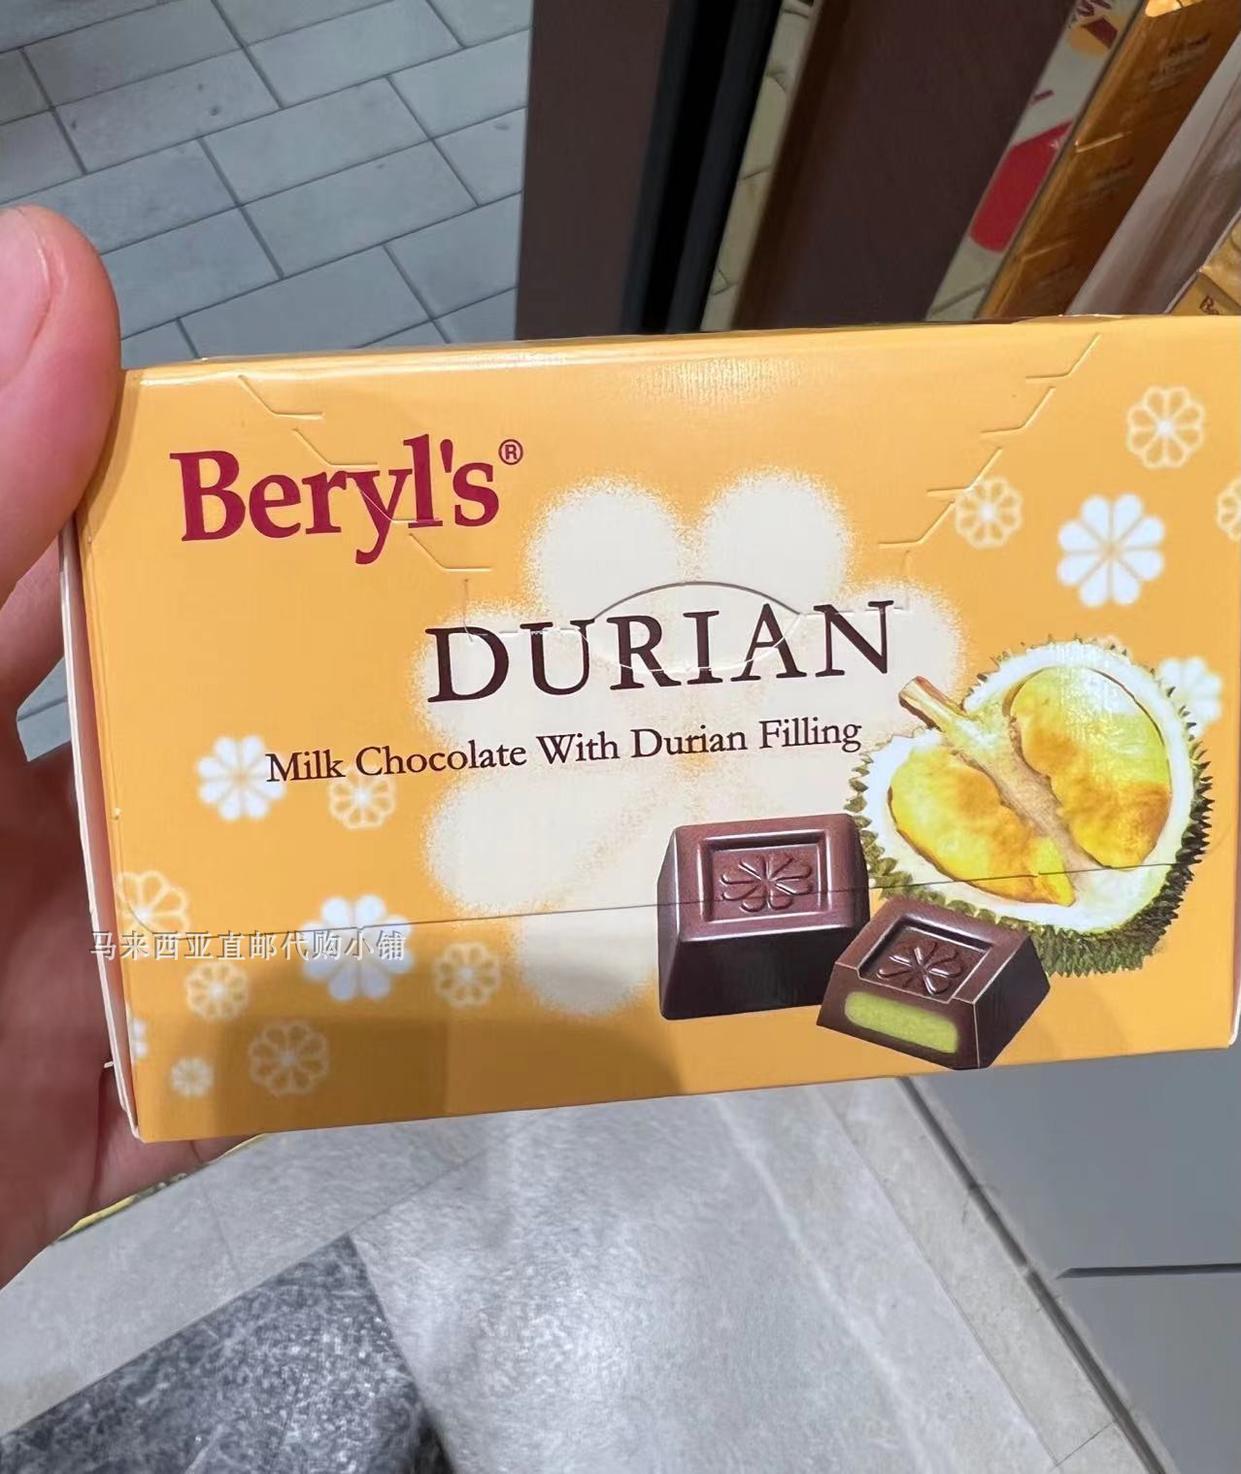 Beryl's®
DURIAN
Milk Chocolate With Durian Filling
马来西亚直邮代购小铺